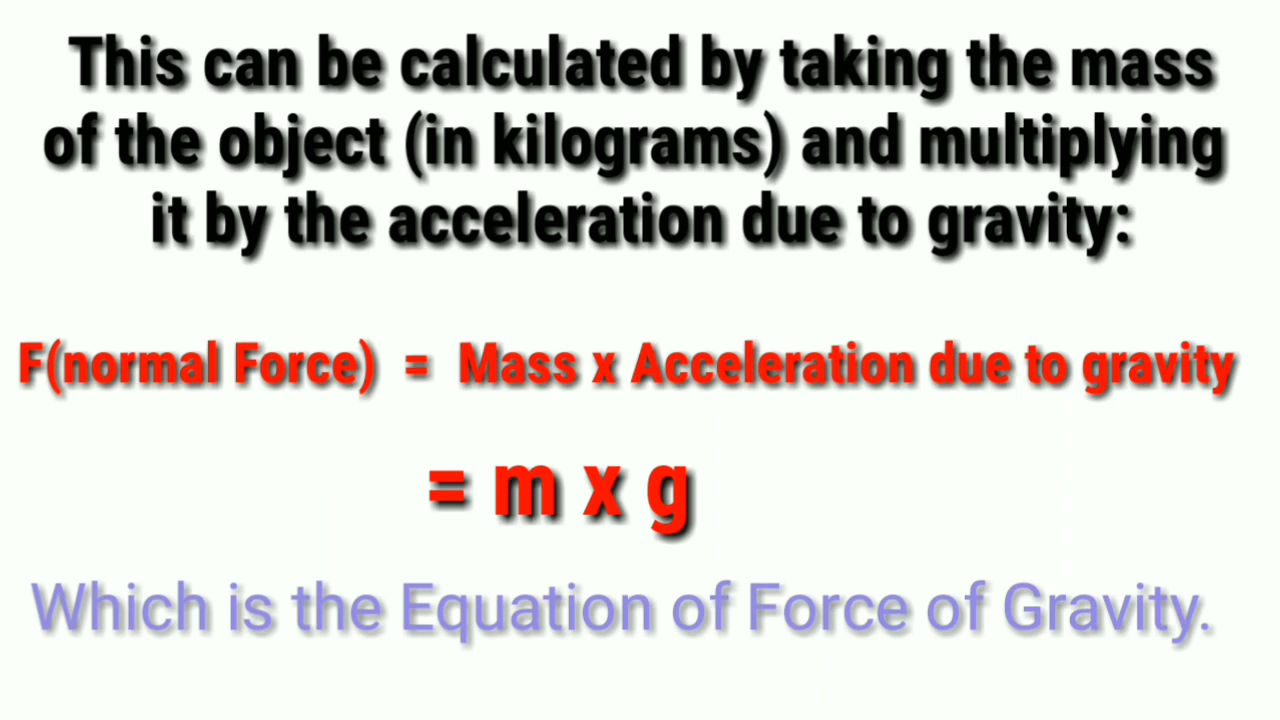 This can be calculated by taking the mass
of the object (in kilograms) and multiplying
it by the acceleration due to gravity:
F(normal Force) = Mass x Acceleration due to gravity
= m x g
Which is the Equation of Force of Gravity.